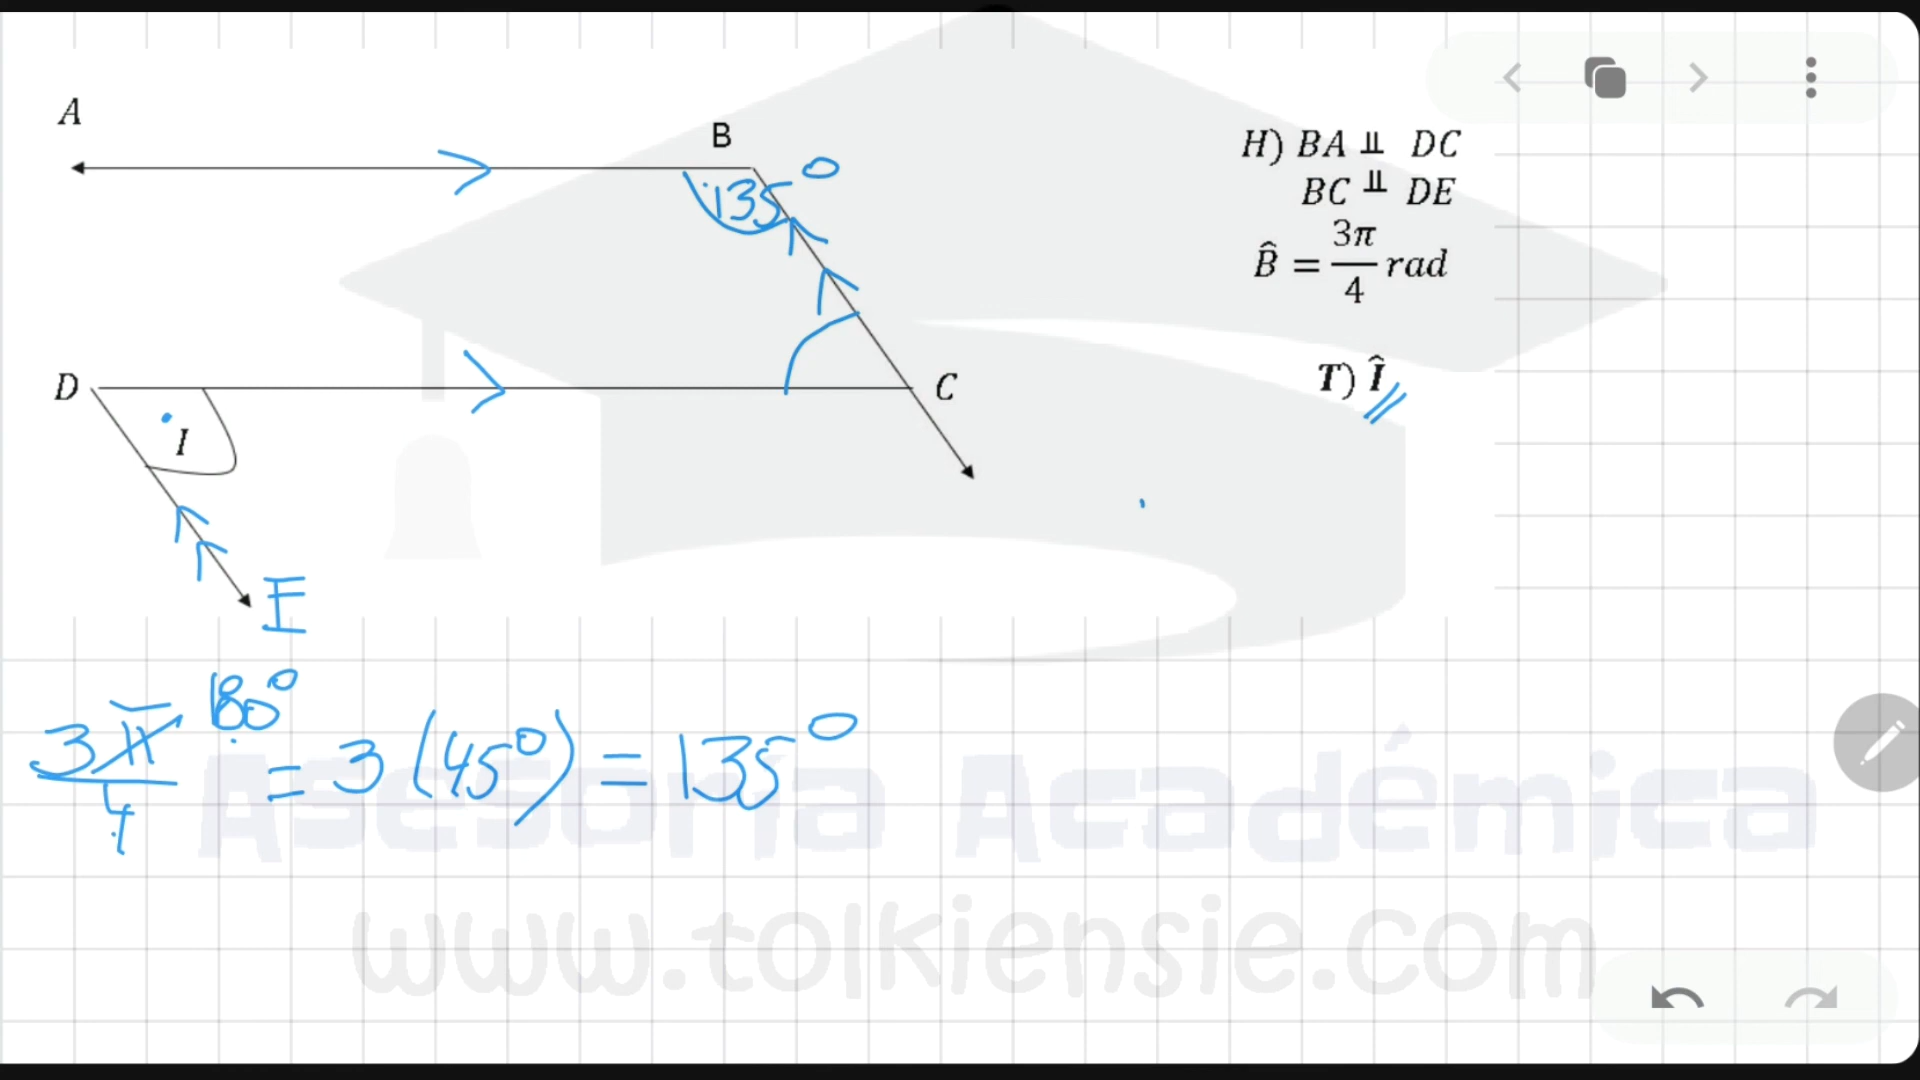 A
B
135°
H) BA ⫫ DC
BC ⫫ DE
B̂ = 3π/4 rad
D
C
T) Î
I
E
3π/4 180° = 3(45°) = 135°
Asesoría Académica
www.tolkiensie.com